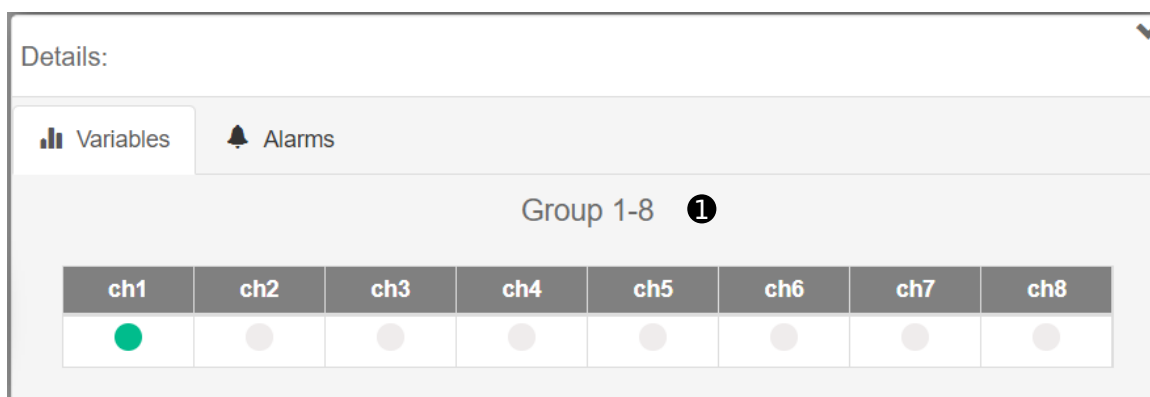 Details:
Variables Alarms
Group 1-8 ❶
ch1 ch2 ch3 ch4 ch5 ch6 ch7 ch8